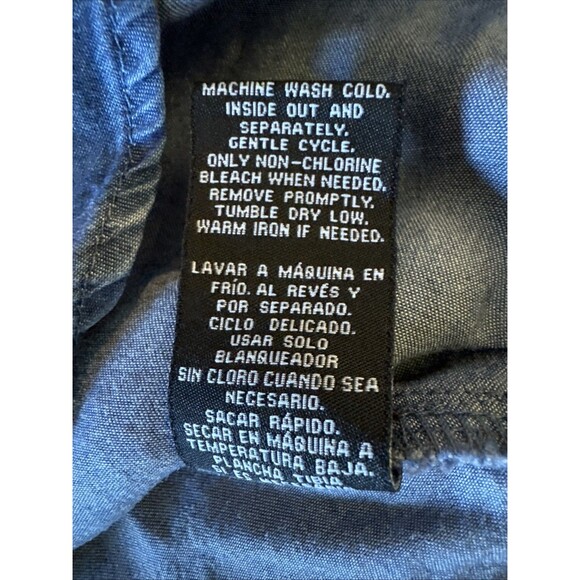 MACHINE WASH COLD.
INSIDE OUT AND
SEPARATELY.
GENTLE CYCLE.
ONLY NON-CHLORINE
BLEACH WHEN NEEDED.
REMOVE PROMPTLY.
TUMBLE DRY LOW.
WARM IRON IF NEEDED.
LAVAR A MÁQUINA EN
FRÍO. AL REVÉS Y
POR SEPARADO.
CICLO DELICADO.
USAR SOLO
BLANQUEADOR
SIN CLORO CUANDO SEA
NECESARIO.
SACAR RÁPIDO.
SECAR EN MÁQUINA A
TEMPERATURA BAJA.
PLANCHA TIBIA
SI ES